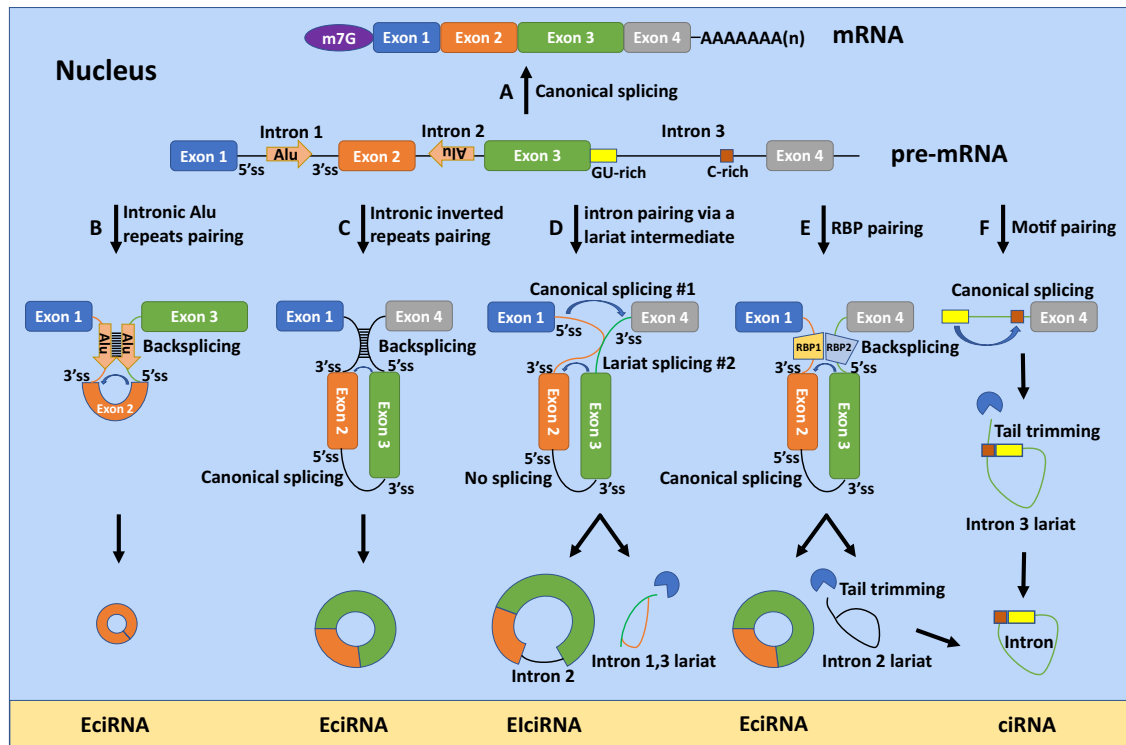 m7G Exon 1 Exon 2 Exon 3 Exon 4 AAAAAAA(n) mRNA
Nucleus
A Canonical splicing
Intron 1 Intron 2 Intron 3
Exon 1 Alu Exon 2 Alu Exon 3 Exon 4 pre-mRNA
5'ss 3'ss GU-rich C-rich
B Intronic Alu
repeats pairing
C Intronic inverted
repeats pairing
D intron pairing via a
lariat intermediate
E RBP pairing
F Motif pairing
Exon 1 Exon 3
Alu Alu Backsplicing
3'ss 5'ss
Exon 2
Exon 1 Exon 4
Backsplicing
3'ss 5'ss
Exon 2 Exon 3
5'ss
Canonical splicing
3'ss
Canonical splicing #1
Exon 1 Exon 4
5'ss 3'ss
Lariat splicing #2
3'ss 5'ss
Exon 2 Exon 3
5'ss
No splicing
3'ss
Exon 1 Exon 4
RBP1 RBP2 Backsplicing
3'ss 5'ss
Exon 2 Exon 3
5'ss
Canonical splicing
3'ss
Canonical splicing
Exon 4
Tail trimming
Intron 3 lariat
Intron 2
Intron 1,3 lariat
Tail trimming
Intron 2 lariat
Intron
EciRNA EciRNA EIciRNA EciRNA ciRNA